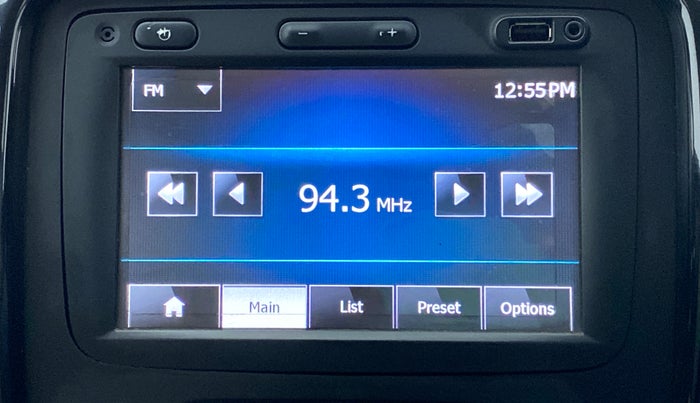 FM
12:55PM
94.3 MHz
Main
List
Preset
Options